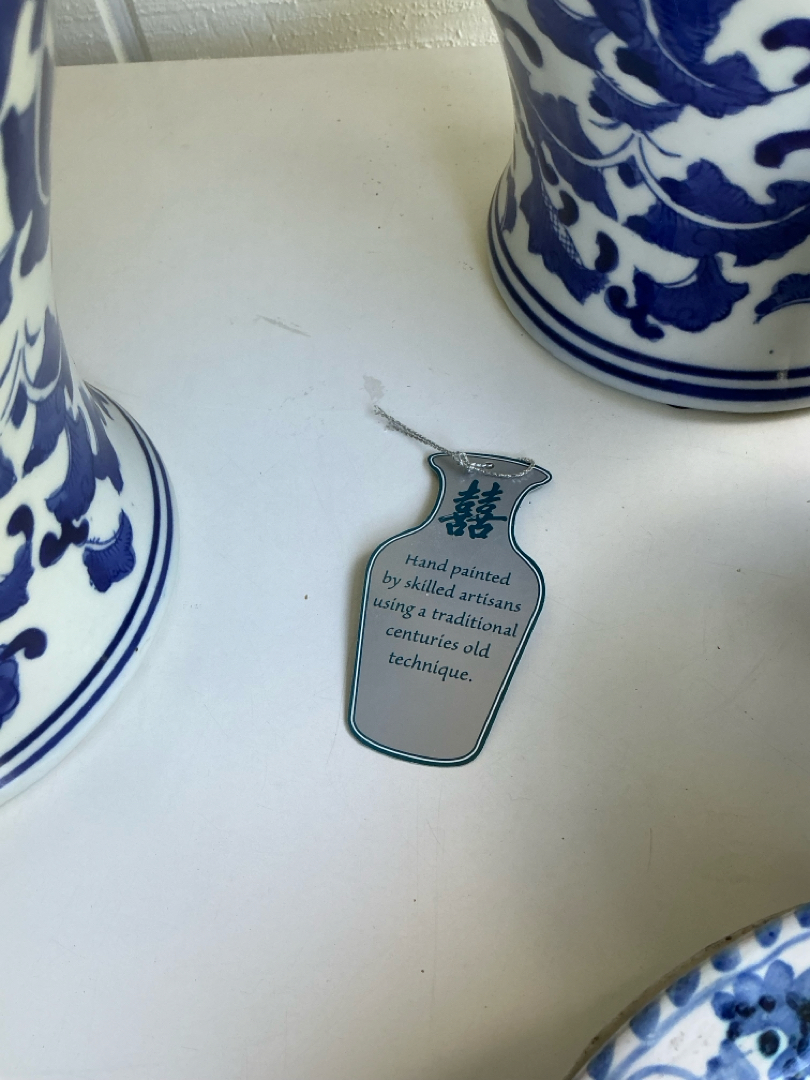 囍
Hand painted
by skilled artisans
using a traditional
centuries old
technique.